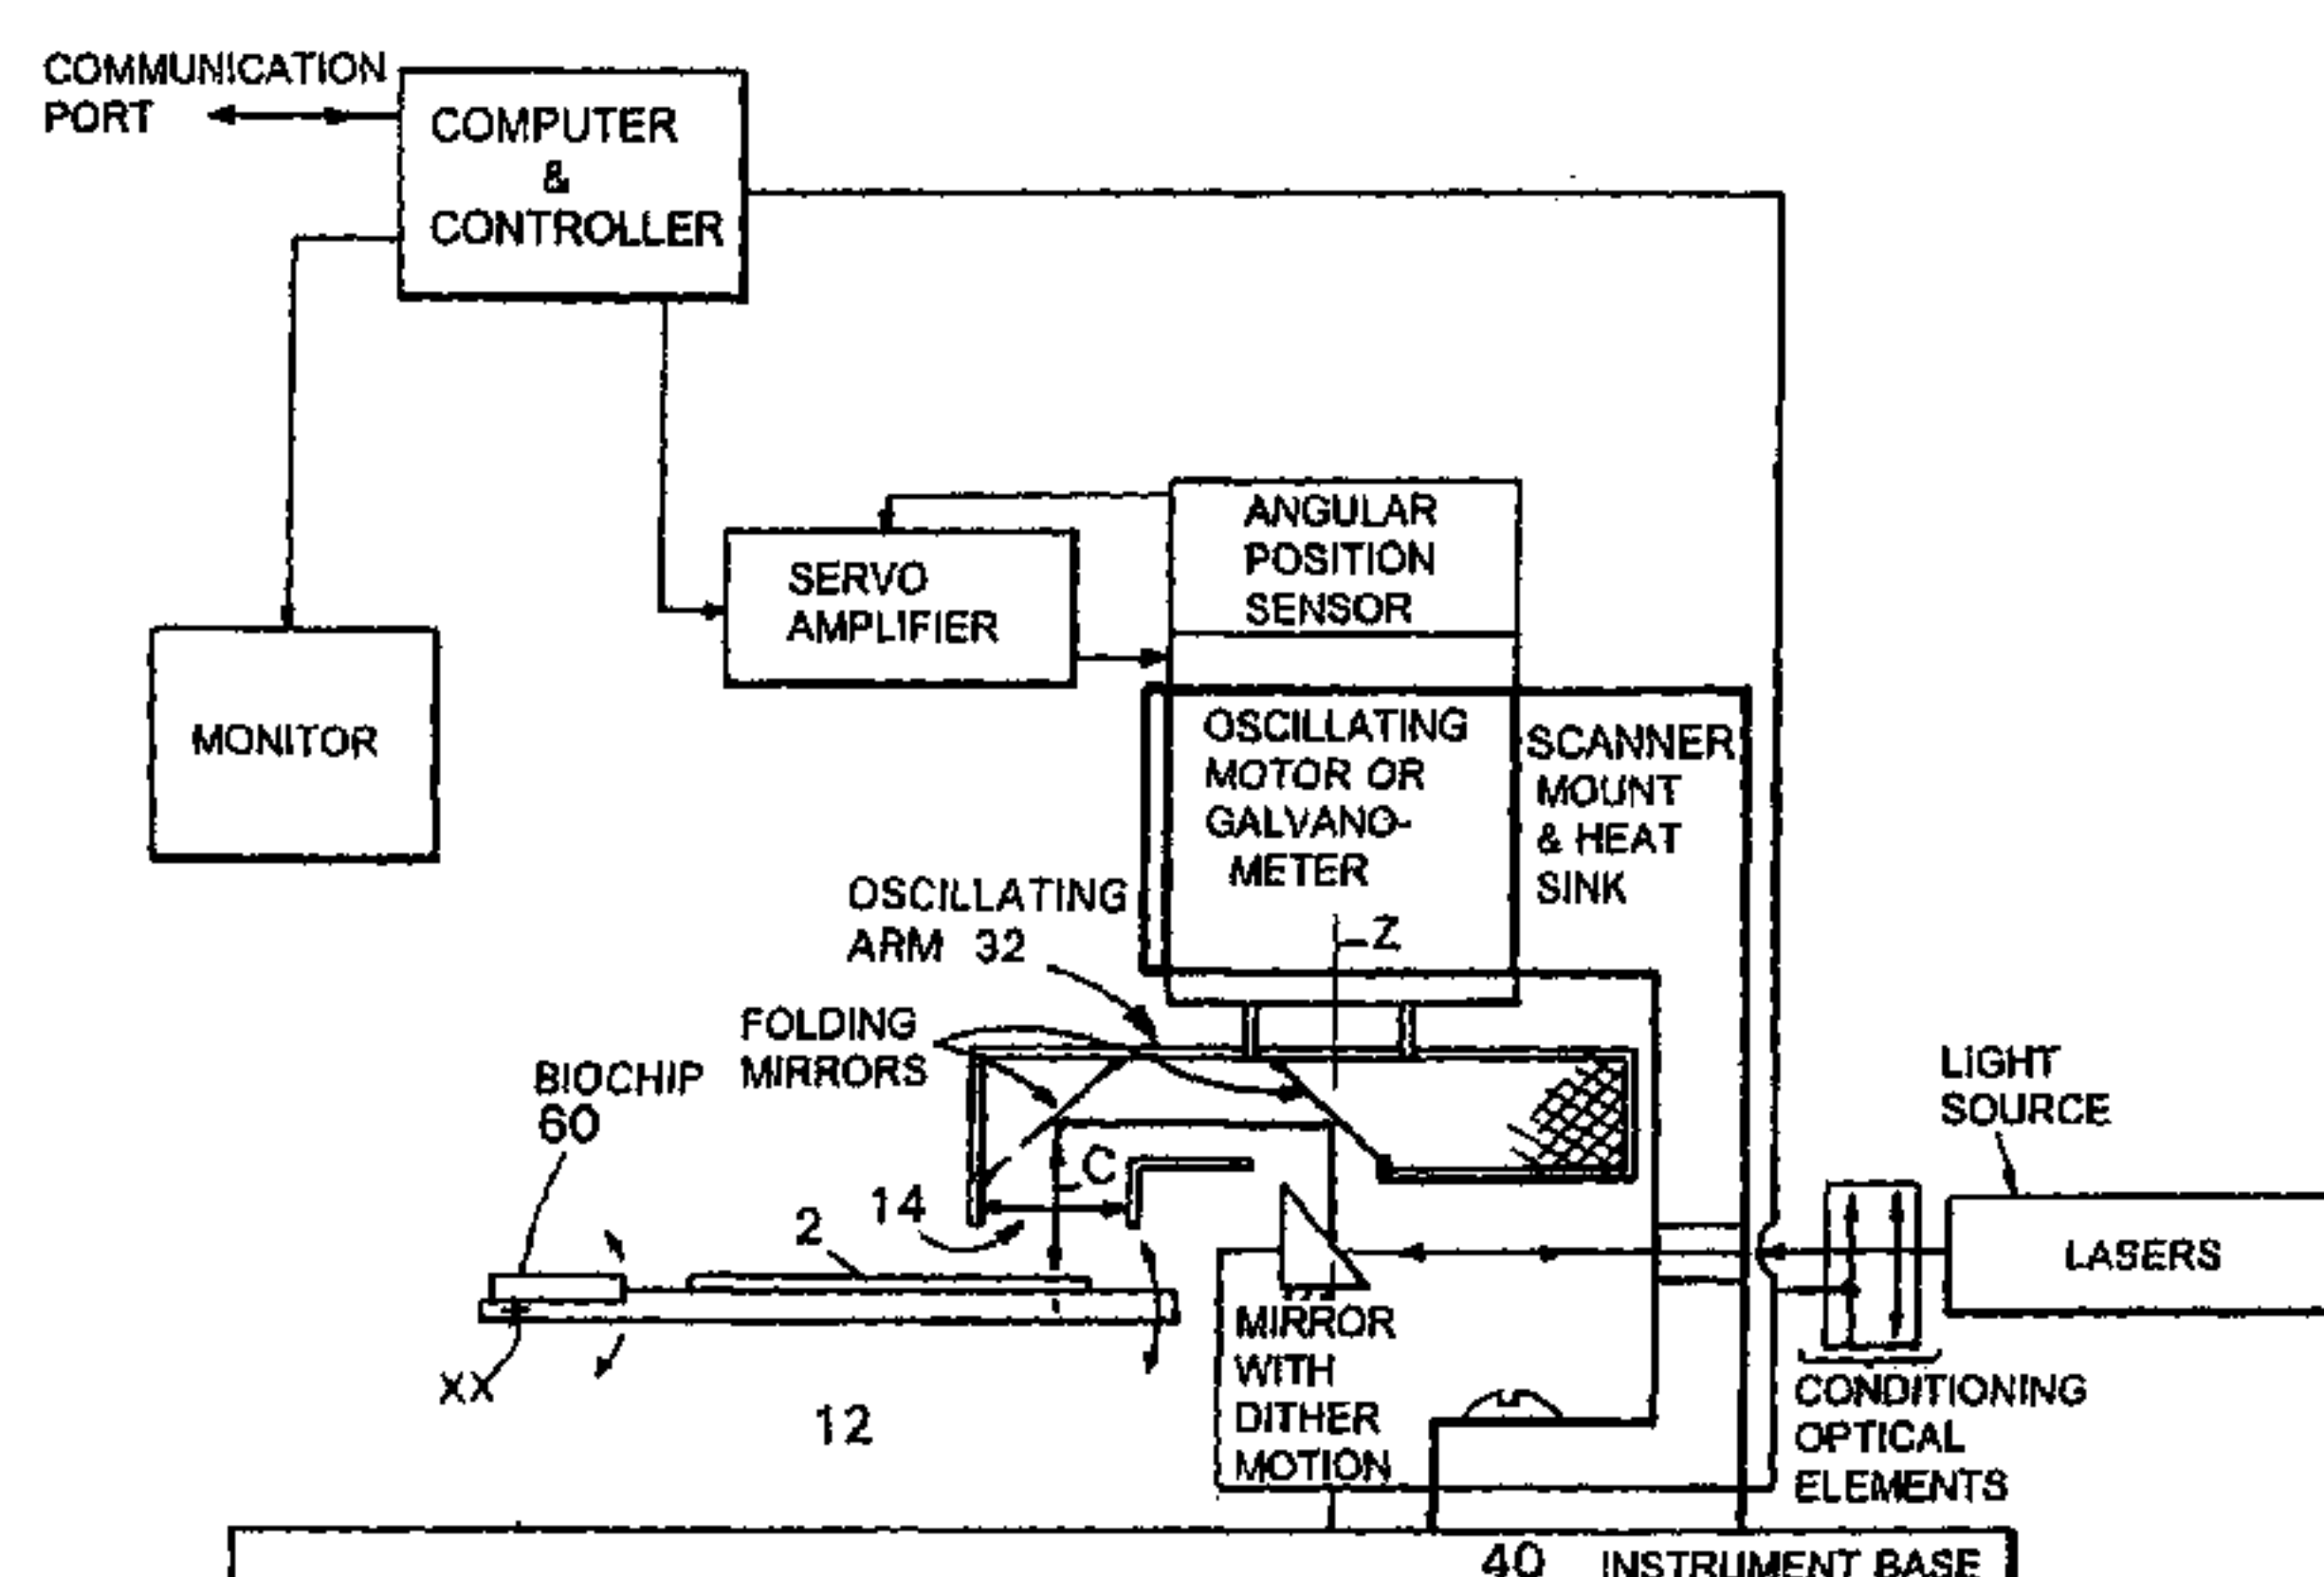 COMMUNICATION
PORT
COMPUTER
&
CONTROLLER
ANGULAR
POSITION
SENSOR
SERVO
AMPLIFIER
MONITOR
OSCILLATING
MOTOR OR
GALVANO-
METER
SCANNER
MOUNT
& HEAT
SINK
OSCILLATING
ARM 32
Z
FOLDING
MIRRORS
BIOCHIP
60
LIGHT
SOURCE
C
14
2
LASERS
MIRROR
WITH
DITHER
MOTION
XX
12
CONDITIONING
OPTICAL
ELEMENTS
40 INSTRUMENT BASE